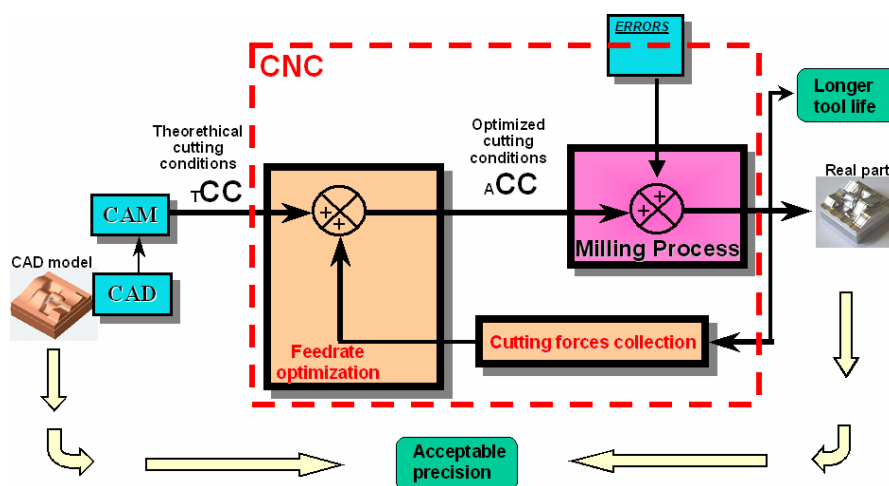 ERRORS
CNC
Longer
tool life
Theorethical
cutting
conditions
TCC
Optimized
cutting
conditions
ACC
Real part
CAM
Milling Process
CAD model
CAD
Feedrate
optimization
Cutting forces collection
Acceptable
precision